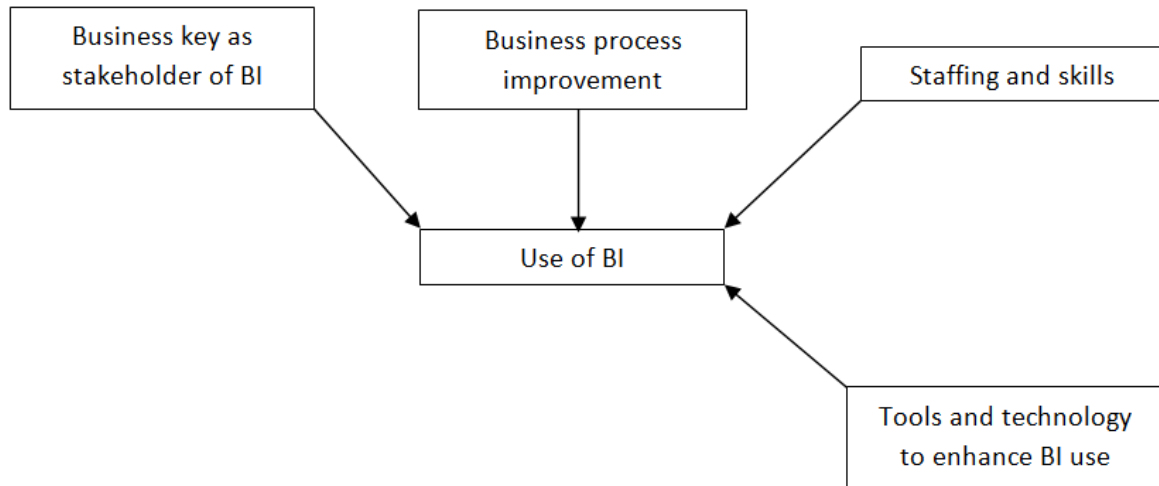 Business key as
stakeholder of BI
Business process
improvement
Staffing and skills
Use of BI
Tools and technology
to enhance BI use